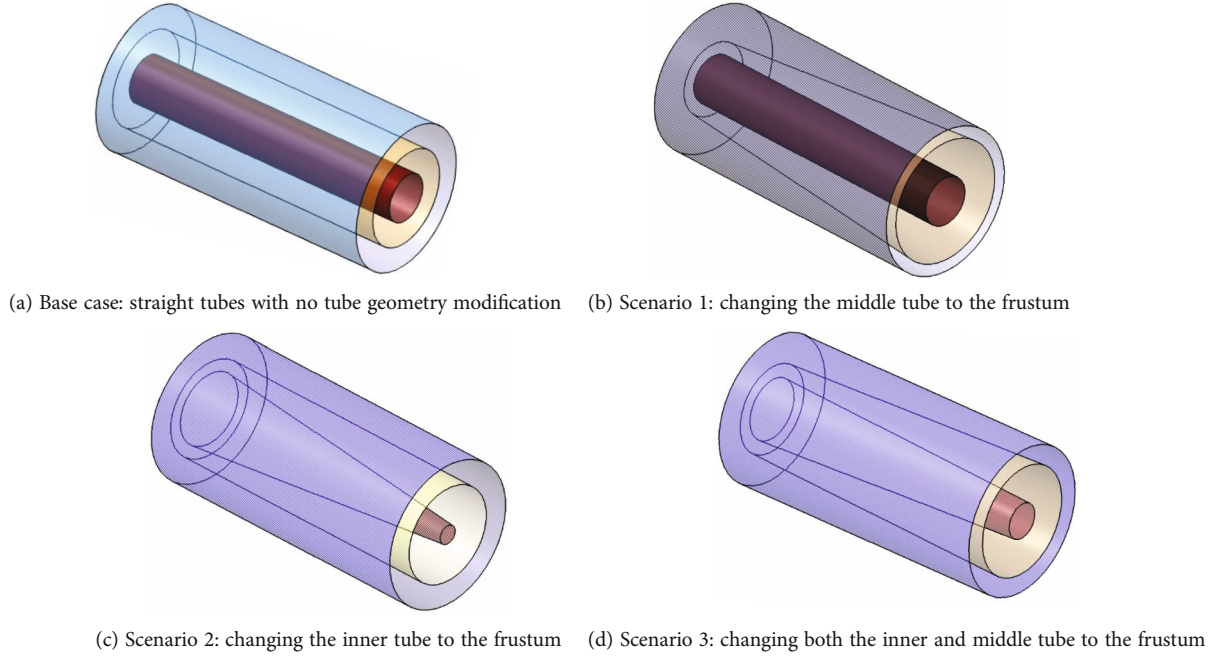 (a) Base case: straight tubes with no tube geometry modification
(b) Scenario 1: changing the middle tube to the frustum
(c) Scenario 2: changing the inner tube to the frustum
(d) Scenario 3: changing both the inner and middle tube to the frustum